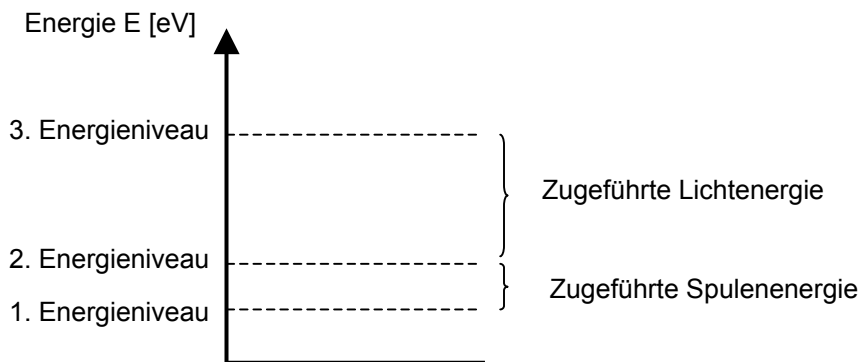 Energie E [eV]
3. Energieniveau
Zugeführte Lichtenergie
2. Energieniveau
Zugeführte Spulenenergie
1. Energieniveau